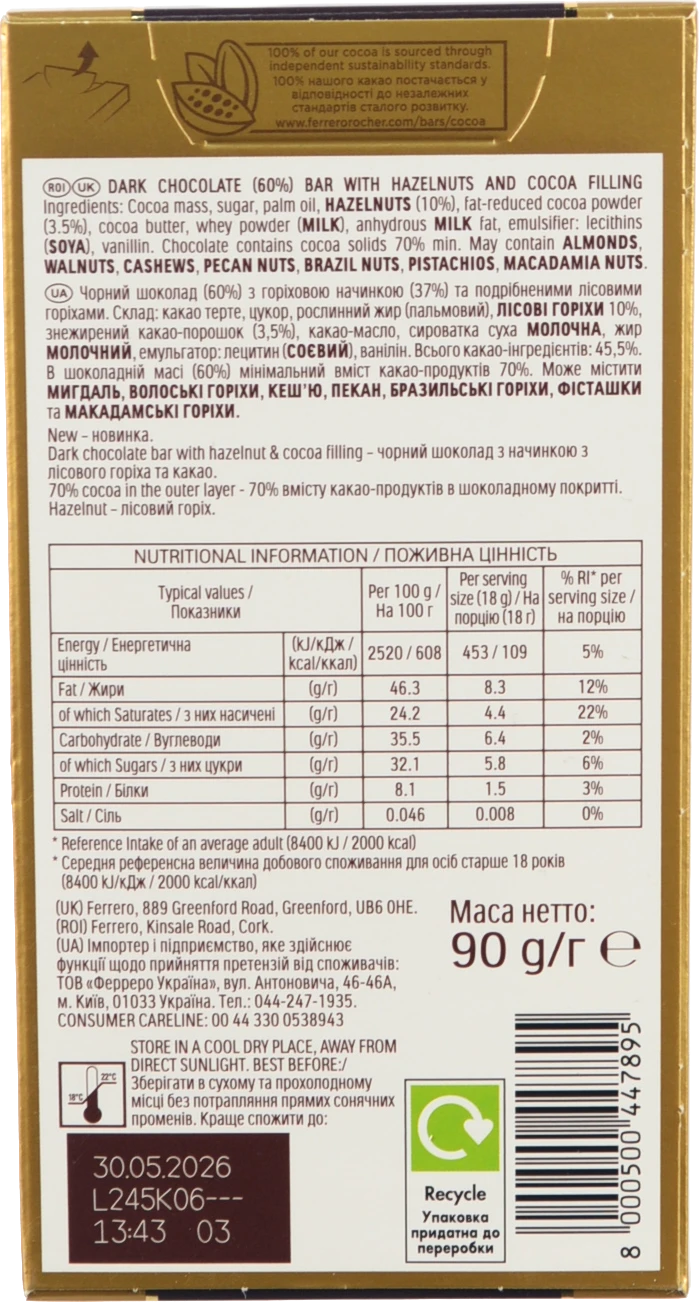 100% of our cocoa is sourced through
independent sustainability standards.
100% нашого какао постачається у
відповідності до незалежних
стандартів сталого розвитку.
www.ferrerorocher.com/bars/cocoa
ROI UK DARK CHOCOLATE (60%) BAR WITH HAZELNUTS AND COCOA FILLING
Ingredients: Cocoa mass, sugar, palm oil, HAZELNUTS (10%), fat-reduced cocoa powder
(3.5%), cocoa butter, whey powder (MILK), anhydrous MILK fat, emulsifier: lecithins
(SOYA), vanillin. Chocolate contains cocoa solids 70% min. May contain ALMONDS,
WALNUTS, CASHEWS, PECAN NUTS, BRAZIL NUTS, PISTACHIOS, MACADAMIA NUTS.
UA Чорний шоколад (60%) з горіховою начинкою (37%) та подрібненими лісовими
горіхами. Склад: какао терте, цукор, рослинний жир (пальмовий), ЛІСОВІ ГОРІХИ 10%,
знежирений какао-порошок (3,5%), какао-масло, сироватка суха МОЛОЧНА, жир
МОЛОЧНИЙ, емульгатор: лецитин (СОЄВИЙ), ванілін. Всього какао-інгредієнтів: 45,5%.
В шоколадній масі (60%) мінімальний вміст какао-продуктів 70%. Може містити
МИГДАЛЬ, ВОЛОСЬКІ ГОРІХИ, КЕШ'Ю, ПЕКАН, БРАЗИЛЬСЬКІ ГОРІХИ, ФІСТАШКИ
та МАКАДАМСЬКІ ГОРІХИ.
New – новинка.
Dark chocolate bar with hazelnut & cocoa filling – чорний шоколад з начинкою з
лісового горіха та какао.
70% cocoa in the outer layer - 70% вмісту какао-продуктів в шоколадному покритті.
Hazelnut – лісовий горіх.
NUTRITIONAL INFORMATION / ПОЖИВНА ЦІННІСТЬ
Typical values / Показники Per 100 g / На 100 г Per serving size (18 g) / На порцію (18 г) % RI* per serving size / на порцію
Energy / Енергетична цінність (kJ/кДж / kcal/ккал) 2520 / 608 453 / 109 5%
Fat / Жири (g/г) 46.3 8.3 12%
of which Saturates / з них насичені (g/г) 24.2 4.4 22%
Carbohydrate / Вуглеводи (g/г) 35.5 6.4 2%
of which Sugars / з них цукри (g/г) 32.1 5.8 6%
Protein / Білки (g/г) 8.1 1.5 3%
Salt / Сіль (g/г) 0.046 0.008 0%
* Reference Intake of an average adult (8400 kJ / 2000 kcal)
* Середня референсна величина добового споживання для осіб старше 18 років
(8400 kJ/кДж / 2000 kcal/ккал)
(UK) Ferrero, 889 Greenford Road, Greenford, UB6 0HE.
(ROI) Ferrero, Kinsale Road, Cork.
(UA) Імпортер і підприємство, яке здійснює
функції щодо прийняття претензій від споживачів:
ТОВ «Ферреро Україна», вул. Антоновича, 46-46А,
м. Київ, 01033 Україна. Тел.: 044-247-1935.
CONSUMER CARELINE: 00 44 330 0538943
Маса нетто:
90 g/г ℮
STORE IN A COOL DRY PLACE, AWAY FROM
DIRECT SUNLIGHT. BEST BEFORE:/
Зберігати в сухому та прохолодному
місці без потрапляння прямих сонячних
променів. Краще спожити до:
22°C
18°C
30.05.2026
L245K06---
13:43 03
Recycle
Упаковка
придатна до
переробки
8 000500 447895